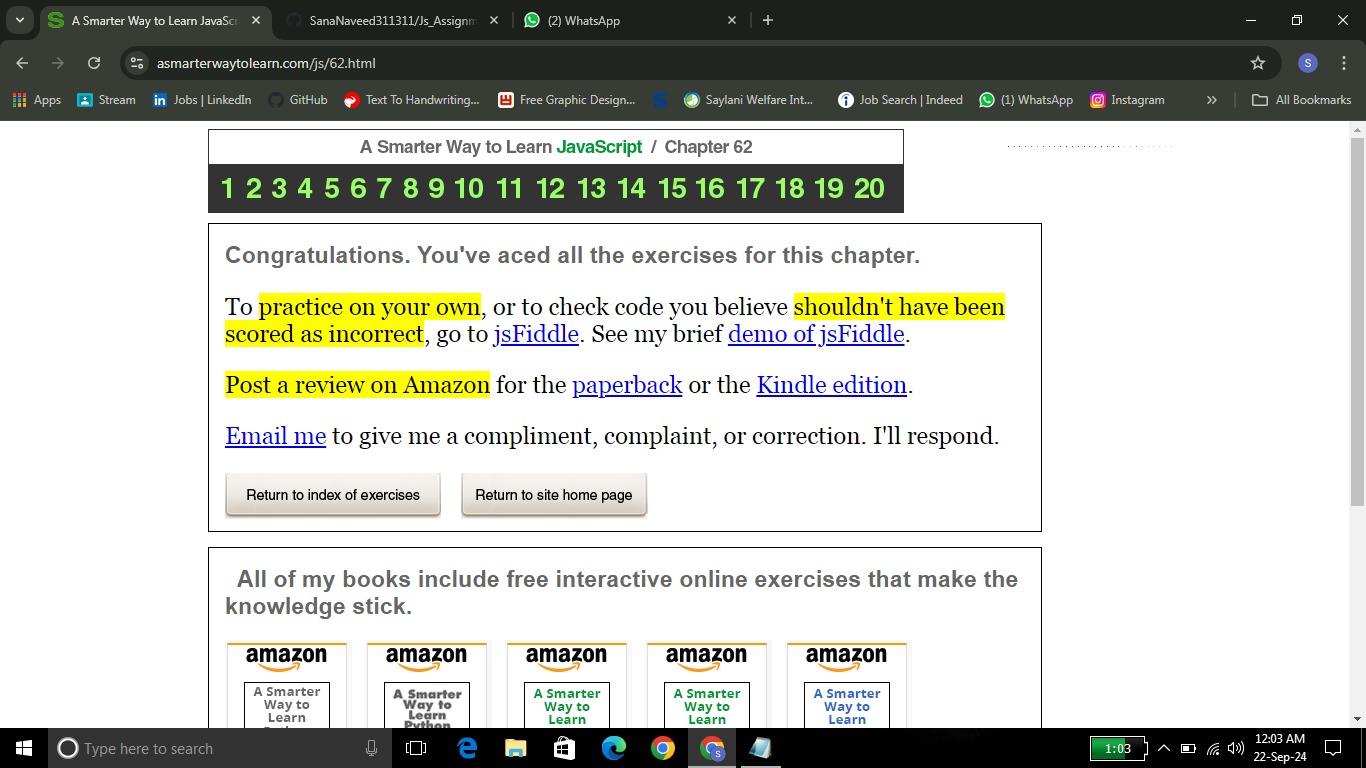 A Smarter Way to Learn JavaScr
SanaNaveed311311/Js_Assignm
(2) WhatsApp
asmarterwaytolearn.com/js/62.html
S
Apps
Stream
Jobs | LinkedIn
GitHub
Text To Handwriting...
Free Graphic Design...
Saylani Welfare Int...
Job Search | Indeed
(1) WhatsApp
Instagram
All Bookmarks
A Smarter Way to Learn JavaScript / Chapter 62
1 2 3 4 5 6 7 8 9 10 11 12 13 14 15 16 17 18 19 20
Congratulations. You've aced all the exercises for this chapter.
To practice on your own, or to check code you believe shouldn't have been
scored as incorrect, go to jsFiddle. See my brief demo of jsFiddle.
Post a review on Amazon for the paperback or the Kindle edition.
Email me to give me a compliment, complaint, or correction. I'll respond.
Return to index of exercises
Return to site home page
All of my books include free interactive online exercises that make the
knowledge stick.
amazon
A Smarter
Way to
Learn
amazon
A Smarter
Way to
Learn
Python
amazon
A Smarter
Way to
Learn
amazon
A Smarter
Way to
Learn
amazon
A Smarter
Way to
Learn
Type here to search
1:03
12:03 AM
22-Sep-24